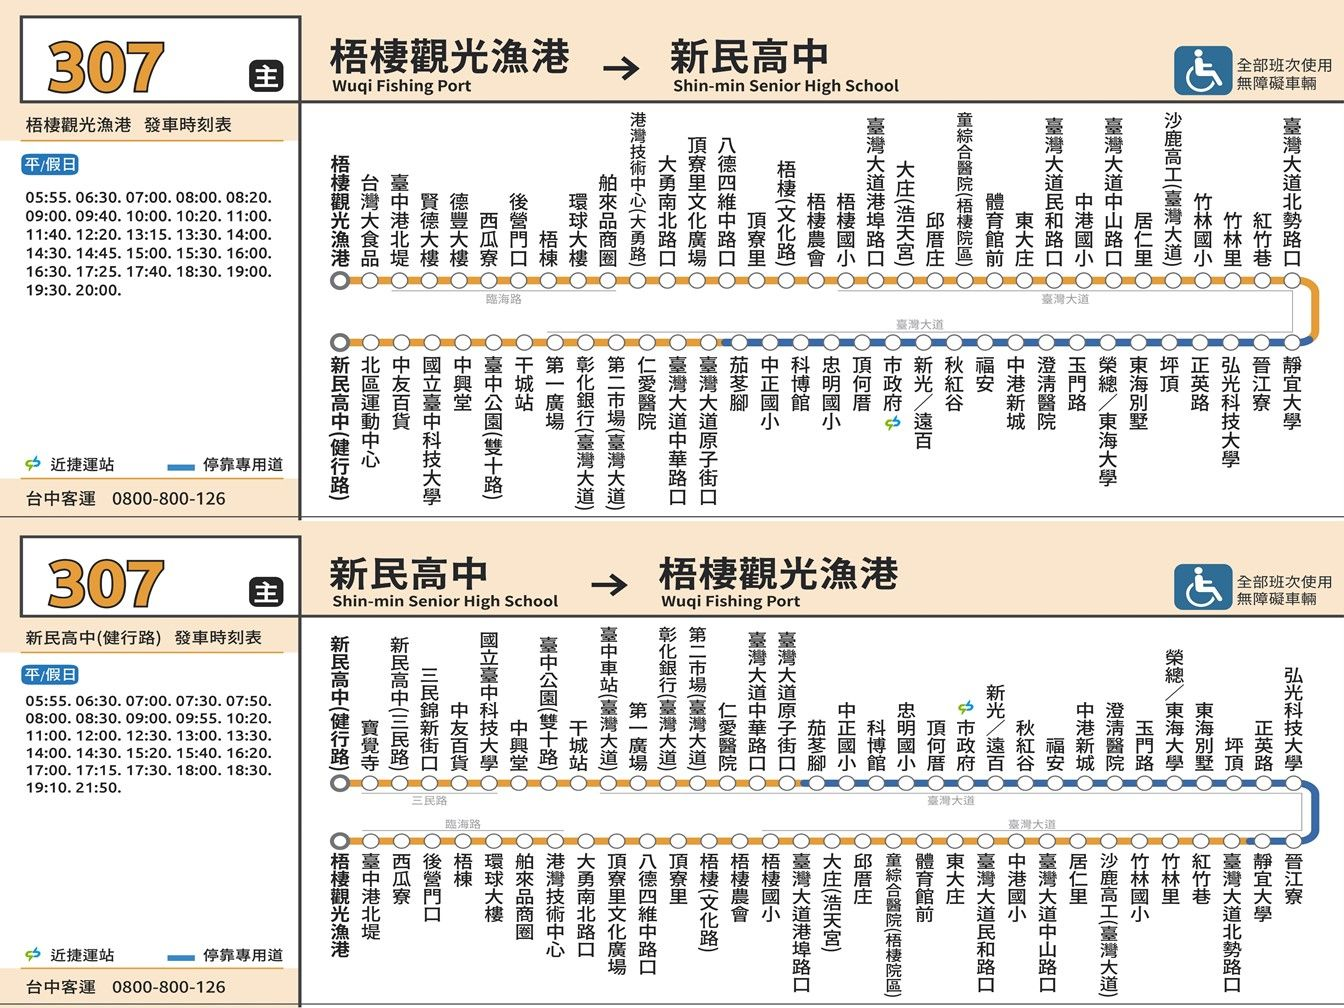 307 主
梧棲觀光漁港 → 新民高中
Wuqi Fishing Port Shin-min Senior High School
全部班次使用
無障礙車輛
梧棲觀光漁港 發車時刻表
平/假日
05:55. 06:30. 07:00. 08:00. 08:20.
09:00. 09:40. 10:00. 10:20. 11:00.
11:40. 12:20. 13:15. 13:30. 14:00.
14:30. 14:45. 15:00. 15:30. 16:00.
16:30. 17:25. 17:40. 18:30. 19:00.
19:30. 20:00.
近捷運站 停靠專用道
台中客運 0800-800-126
梧棲觀光漁港
台灣大食品
臺中港北堤
賢德大樓
德豐大樓
西瓜寮
後營門口
梧棟
環球大樓
舶來品商圈
港灣技術中心(大勇路)
大勇南北路口
頂寮里文化廣場
八德四維中路口
頂寮里
梧棲(文化路)
梧棲農會
梧棲國小
臺灣大道港埠路口
大庄(浩天宮)
邱厝庄
童綜合醫院(梧棲院區)
體育館前
東大庄
臺灣大道民和路口
中港國小
臺灣大道中山路口
居仁里
沙鹿高工(臺灣大道)
竹林國小
竹林里
紅竹巷
臺灣大道北勢路口
臨海路
臺灣大道
臺灣大道
新民高中(健行路)
北區運動中心
中友百貨
國立臺中科技大學
中興堂
臺中公園(雙十路)
干城站
第一廣場
彰化銀行(臺灣大道)
第二市場(臺灣大道)
仁愛醫院
臺灣大道中華路口
臺灣大道原子街口
茄苳腳
中正國小
科博館
忠明國小
頂何厝
市政府
新光／遠百
秋紅谷
福安
中港新城
澄清醫院
玉門路
榮總／東海大學
東海別墅
坪頂
正英路
弘光科技大學
晉江寮
靜宜大學
307 主
新民高中 → 梧棲觀光漁港
Shin-min Senior High School Wuqi Fishing Port
全部班次使用
無障礙車輛
新民高中(健行路) 發車時刻表
平/假日
05:55. 06:30. 07:00. 07:30. 07:50.
08:00. 08:30. 09:00. 09:55. 10:20.
11:00. 12:00. 12:30. 13:00. 13:30.
14:00. 14:30. 15:20. 15:40. 16:20.
17:00. 17:15. 17:30. 18:00. 18:30.
19:10. 21:50.
近捷運站 停靠專用道
台中客運 0800-800-126
新民高中(健行路)
寶覺寺
新民高中(三民路)
三民錦新街口
中友百貨
國立臺中科技大學
中興堂
臺中公園(雙十路)
干城站
臺中車站(臺灣大道)
第一廣場
彰化銀行(臺灣大道)
第二市場(臺灣大道)
仁愛醫院
臺灣大道中華路口
臺灣大道原子街口
茄苳腳
中正國小
科博館
忠明國小
頂何厝
市政府
新光／遠百
秋紅谷
福安
中港新城
澄清醫院
玉門路
榮總／東海大學
東海別墅
坪頂
正英路
弘光科技大學
三民路
臺灣大道
臨海路
臺灣大道
梧棲觀光漁港
臺中港北堤
西瓜寮
後營門口
梧棟
環球大樓
舶來品商圈
港灣技術中心
大勇南北路口
頂寮里文化廣場
八德四維中路口
頂寮里
梧棲(文化路)
梧棲農會
梧棲國小
臺灣大道港埠路口
大庄(浩天宮)
邱厝庄
童綜合醫院(梧棲院區)
體育館前
東大庄
臺灣大道民和路口
中港國小
臺灣大道中山路口
居仁里
沙鹿高工(臺灣大道)
竹林國小
竹林里
紅竹巷
臺灣大道北勢路口
靜宜大學
晉江寮